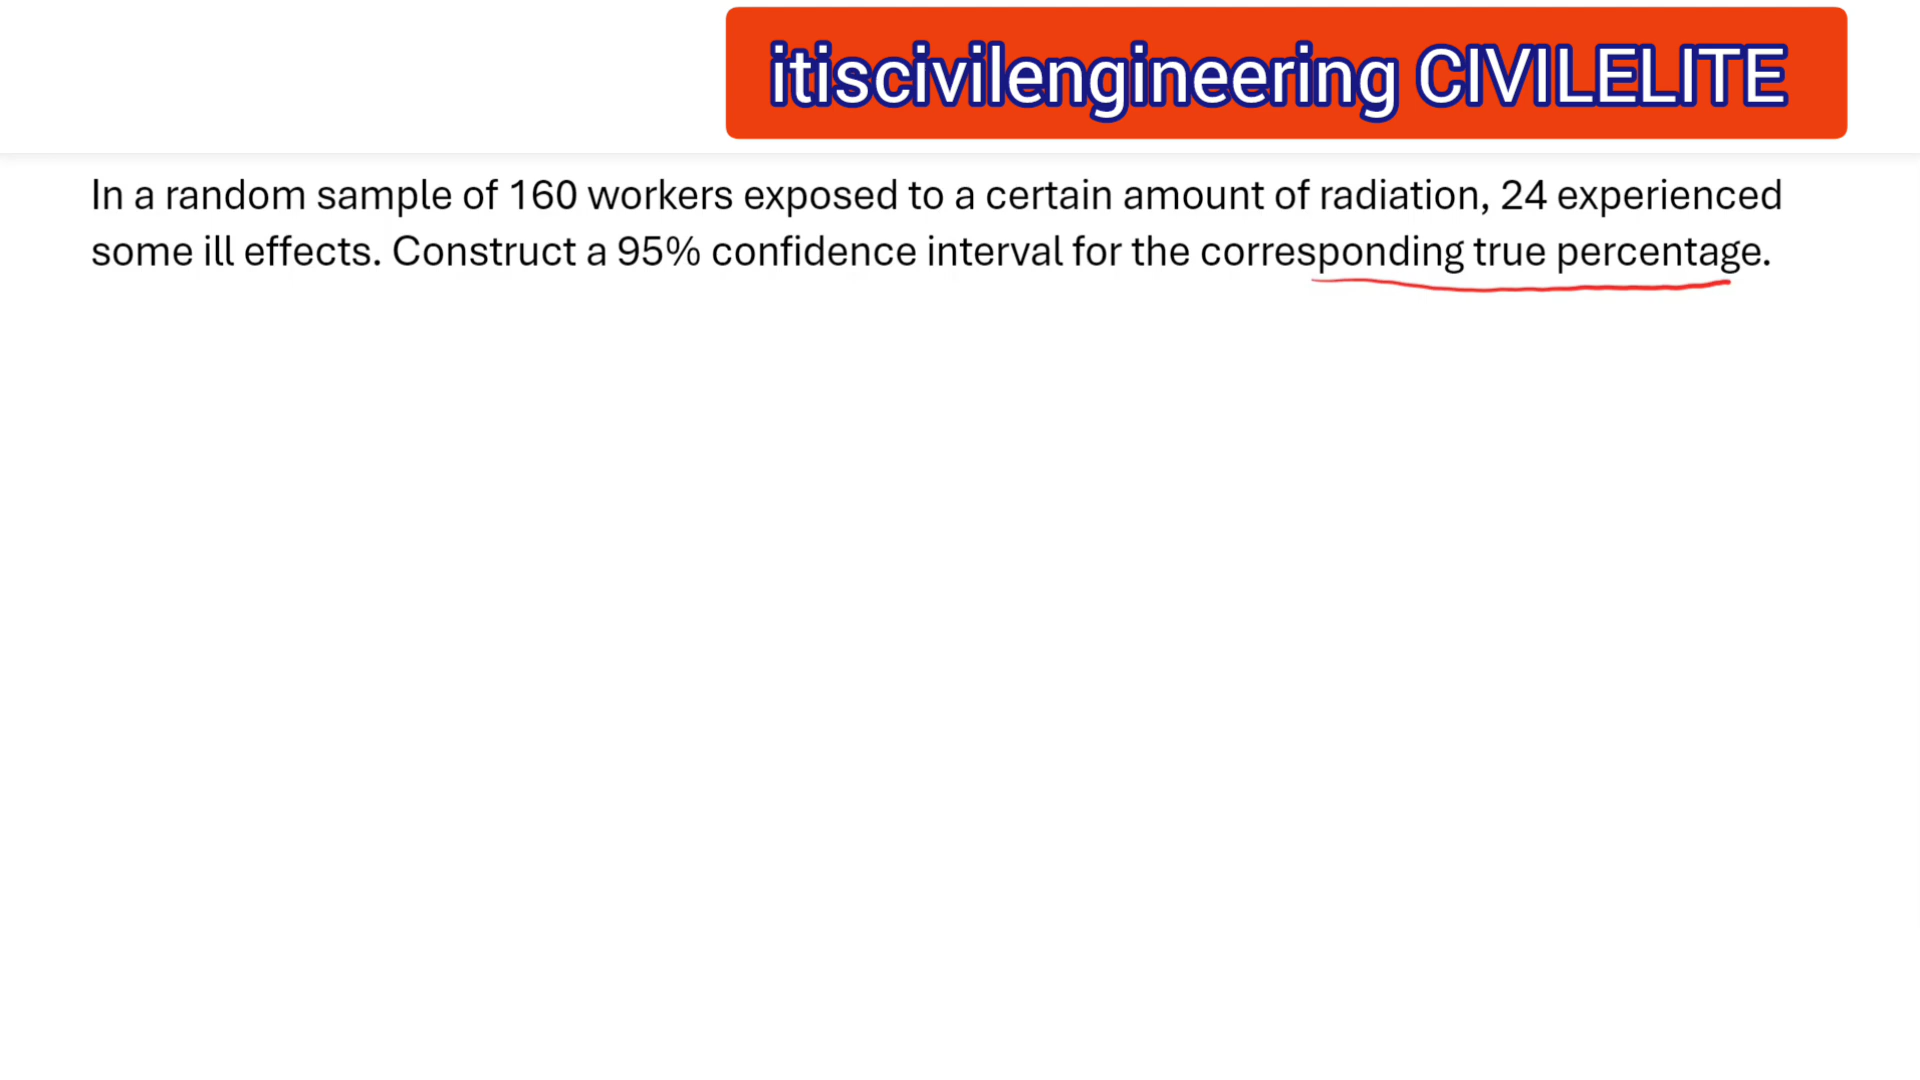 itiscivilengineering CIVILELITE
In a random sample of 160 workers exposed to a certain amount of radiation, 24 experienced
some ill effects. Construct a 95% confidence interval for the corresponding true percentage.